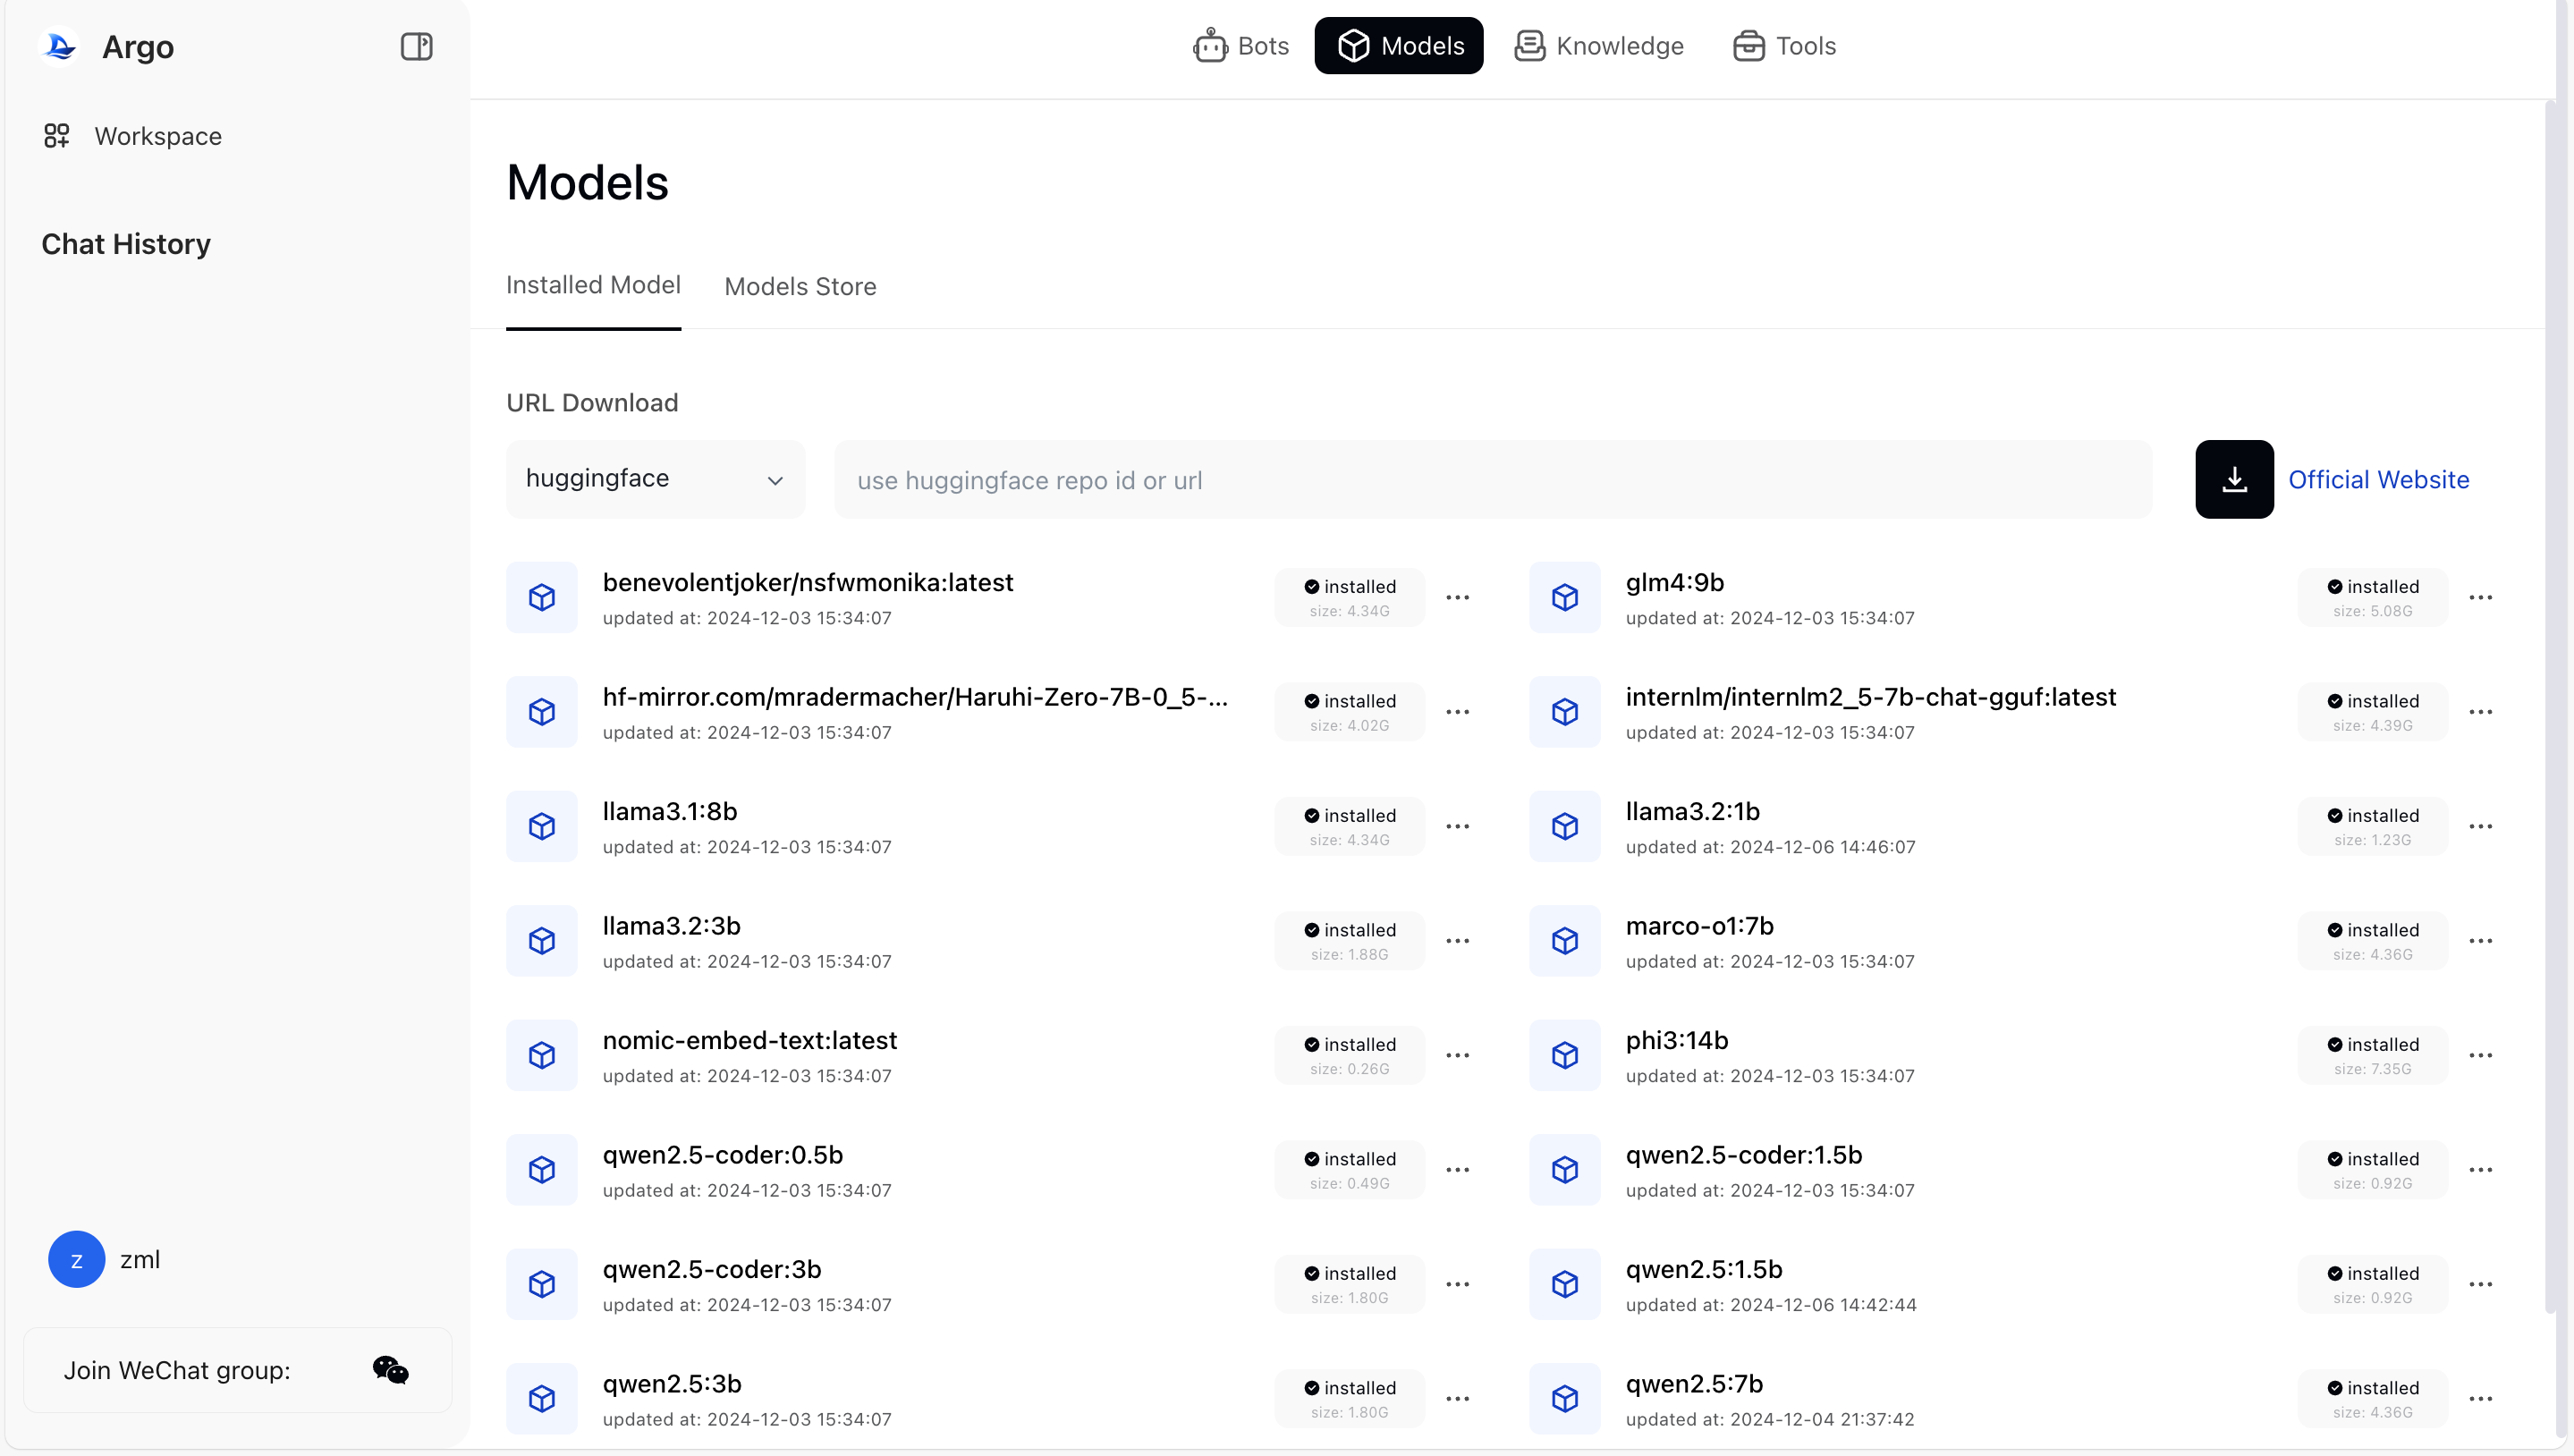 Argo
Workspace
Chat History
z zml
Join WeChat group:
Bots Models Knowledge Tools
Models
Installed Model Models Store
URL Download
huggingface use huggingface repo id or url Official Website
benevolentjoker/nsfwmonika:latest
updated at: 2024-12-03 15:34:07
installed
size: 4.34G
glm4:9b
updated at: 2024-12-03 15:34:07
installed
size: 5.08G
hf-mirror.com/mradermacher/Haruhi-Zero-7B-0_5-...
updated at: 2024-12-03 15:34:07
installed
size: 4.02G
internlm/internlm2_5-7b-chat-gguf:latest
updated at: 2024-12-03 15:34:07
installed
size: 4.39G
llama3.1:8b
updated at: 2024-12-03 15:34:07
installed
size: 4.34G
llama3.2:1b
updated at: 2024-12-06 14:46:07
installed
size: 1.23G
llama3.2:3b
updated at: 2024-12-03 15:34:07
installed
size: 1.88G
marco-o1:7b
updated at: 2024-12-03 15:34:07
installed
size: 4.36G
nomic-embed-text:latest
updated at: 2024-12-03 15:34:07
installed
size: 0.26G
phi3:14b
updated at: 2024-12-03 15:34:07
installed
size: 7.35G
qwen2.5-coder:0.5b
updated at: 2024-12-03 15:34:07
installed
size: 0.49G
qwen2.5-coder:1.5b
updated at: 2024-12-03 15:34:07
installed
size: 0.92G
qwen2.5-coder:3b
updated at: 2024-12-03 15:34:07
installed
size: 1.80G
qwen2.5:1.5b
updated at: 2024-12-06 14:42:44
installed
size: 0.92G
qwen2.5:3b
updated at: 2024-12-03 15:34:07
installed
size: 1.80G
qwen2.5:7b
updated at: 2024-12-04 21:37:42
installed
size: 4.36G